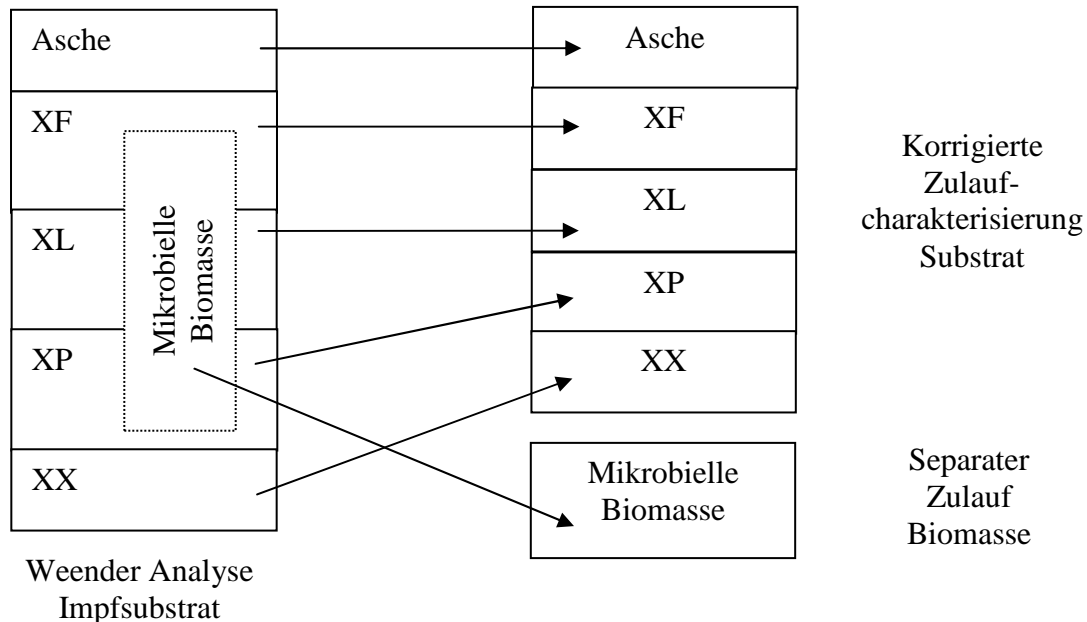 Asche
XF
XL
XP
XX
Mikrobielle
Biomasse
Weender Analyse
Impfsubstrat
Asche
XF
XL
XP
XX
Mikrobielle
Biomasse
Korrigierte
Zulauf-
charakterisierung
Substrat
Separater
Zulauf
Biomasse